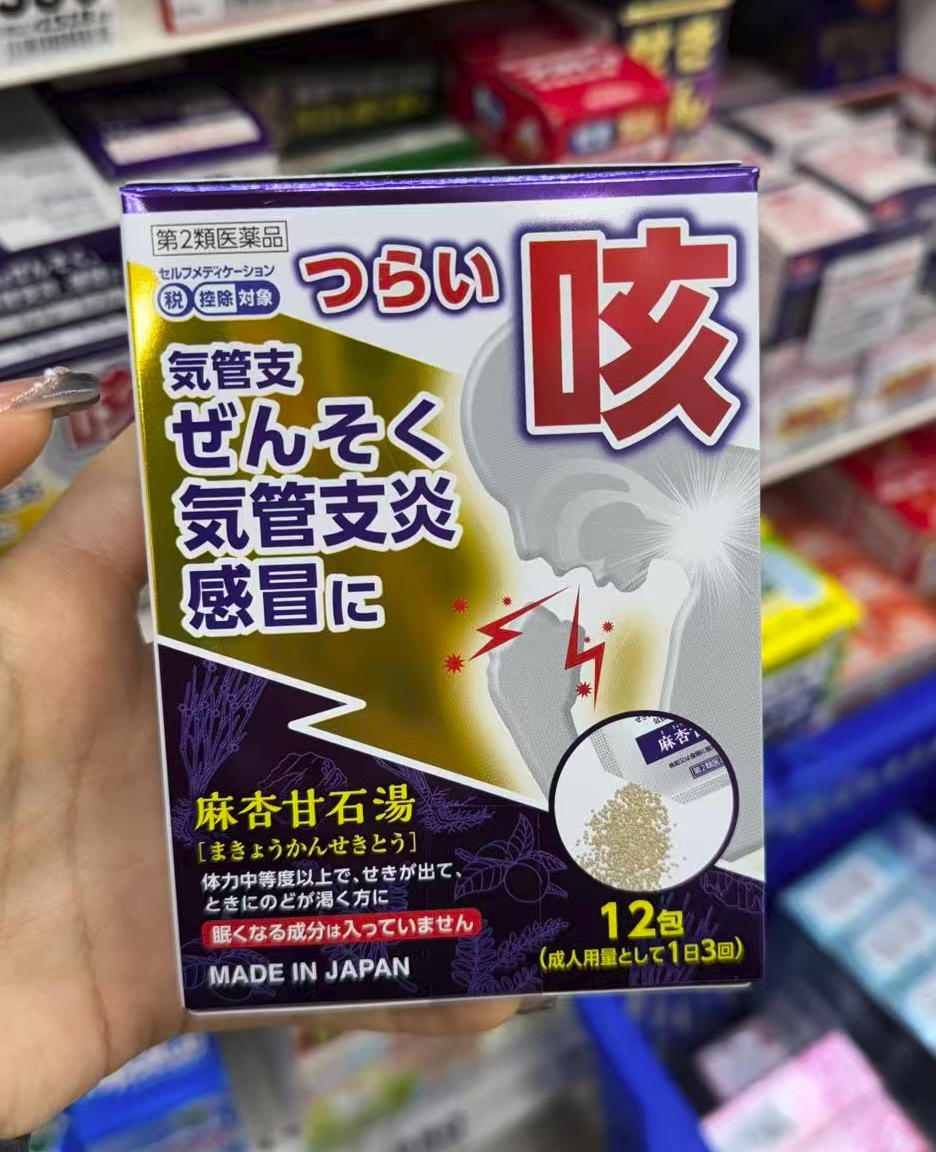 第2類医薬品
セルフメディケーション
税 控除 対象
つらい
咳
気管支
ぜんそく
気管支炎
感冒に
麻杏甘石湯
[まきょうかんせきとう]
体力中等度以上で、せきが出て、
ときにのどが渇く方に
眠くなる成分は入っていません
MADE IN JAPAN
麻杏
12包
(成人用量として1日3回)